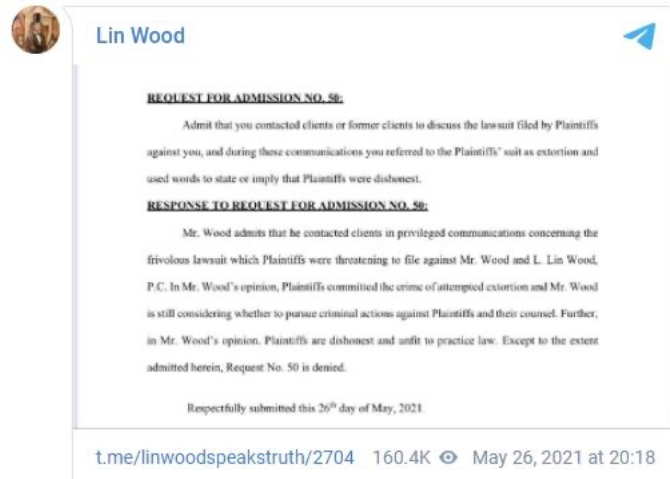 Lin Wood
REQUEST FOR ADMISSION NO. 50:
Admit that you contacted clients or former clients to discuss the lawsuit filed by Plaintiffs
against you, and during these communications you referred to the Plaintiffs' suit as extortion and
used words to state or imply that Plaintiffs were dishonest.
RESPONSE TO REQUEST FOR ADMISSION NO. 50:
Mr. Wood admits that he contacted clients in privileged communications concerning the
frivolous lawsuit which Plaintiffs were threatening to file against Mr. Wood and L. Lin Wood,
P.C. In Mr. Wood's opinion, Plaintiffs committed the crime of attempted extortion and Mr. Wood
is still considering whether to pursue criminal actions against Plaintiffs and their counsel. Further,
in Mr. Wood's opinion, Plaintiffs are dishonest and unfit to practice law. Except to the extent
admitted herein, Request No. 50 is denied.
Respectfully submitted this 26th day of May, 2021.
t.me/linwoodspeakstruth/2704 160.4K May 26, 2021 at 20:18